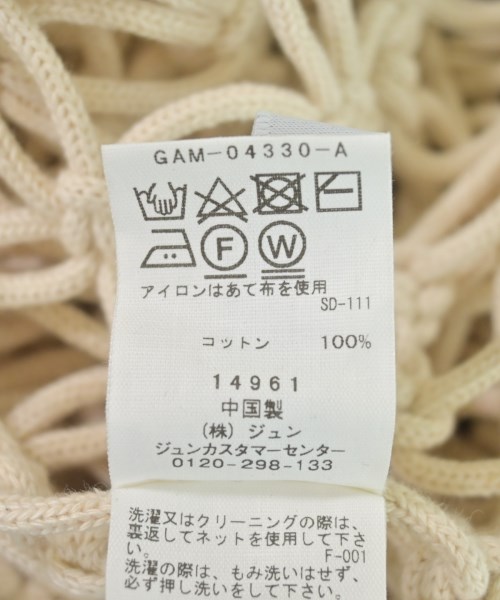 GAM-04330-A
F W
アイロンはあて布を使用
SD-111
コットン 100%
14961
中国製
(株) ジュン
ジュンカスタマーセンター
0120-298-133
洗濯又はクリーニングの際は、
裏返してネットを使用して下さ
い。 F-001
洗濯の際は、もみ洗いはせず、
必ず押し洗いをして下さい。